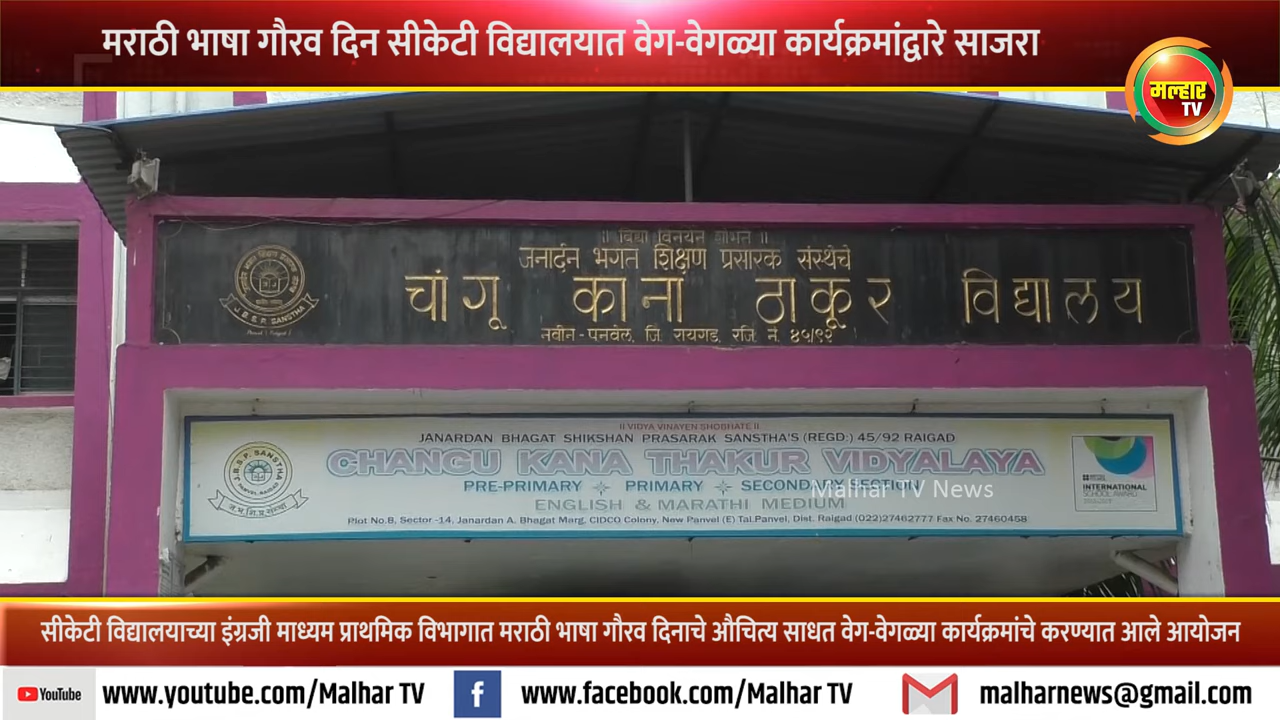 मराठी भाषा गौरव दिन सीकेटी विद्यालयात वेग-वेगळ्या कार्यक्रमांद्वारे साजरा
मल्हार
TV
॥ विद्या विनयेन शोभते ॥
जनार्दन भगत शिक्षण प्रसारक संस्थेचे
चांगू काना ठाकूर विद्यालय
नवीन - पनवेल, जि. रायगड, रजि. नं. ४५/९२
J. B. S. P. SANSTHA
॥ VIDYA VINAYEN SHOBHATE ॥
JANARDAN BHAGAT SHIKSHAN PRASARAK SANSTHA'S (REGD.) 45/92 RAIGAD
CHANGU KANA THAKUR VIDYALAYA
PRE-PRIMARY PRIMARY SECONDARY SECTION
ENGLISH & MARATHI MEDIUM
Plot No.8, Sector -14, Janardan A. Bhagat Marg, CIDCO Colony, New Panvel (E) Tal.Panvel, Dist. Raigad (022)27462777 Fax No. 27460458
J. B. S. P. SANSTHA
INTERNATIONAL
SCHOOL AWARD
Malhar TV News
सीकेटी विद्यालयाच्या इंग्रजी माध्यम प्राथमिक विभागात मराठी भाषा गौरव दिनाचे औचित्य साधत वेग-वेगळ्या कार्यक्रमांचे करण्यात आले आयोजन
YouTube www.youtube.com/Malhar TV
f www.facebook.com/Malhar TV
malharnews@gmail.com